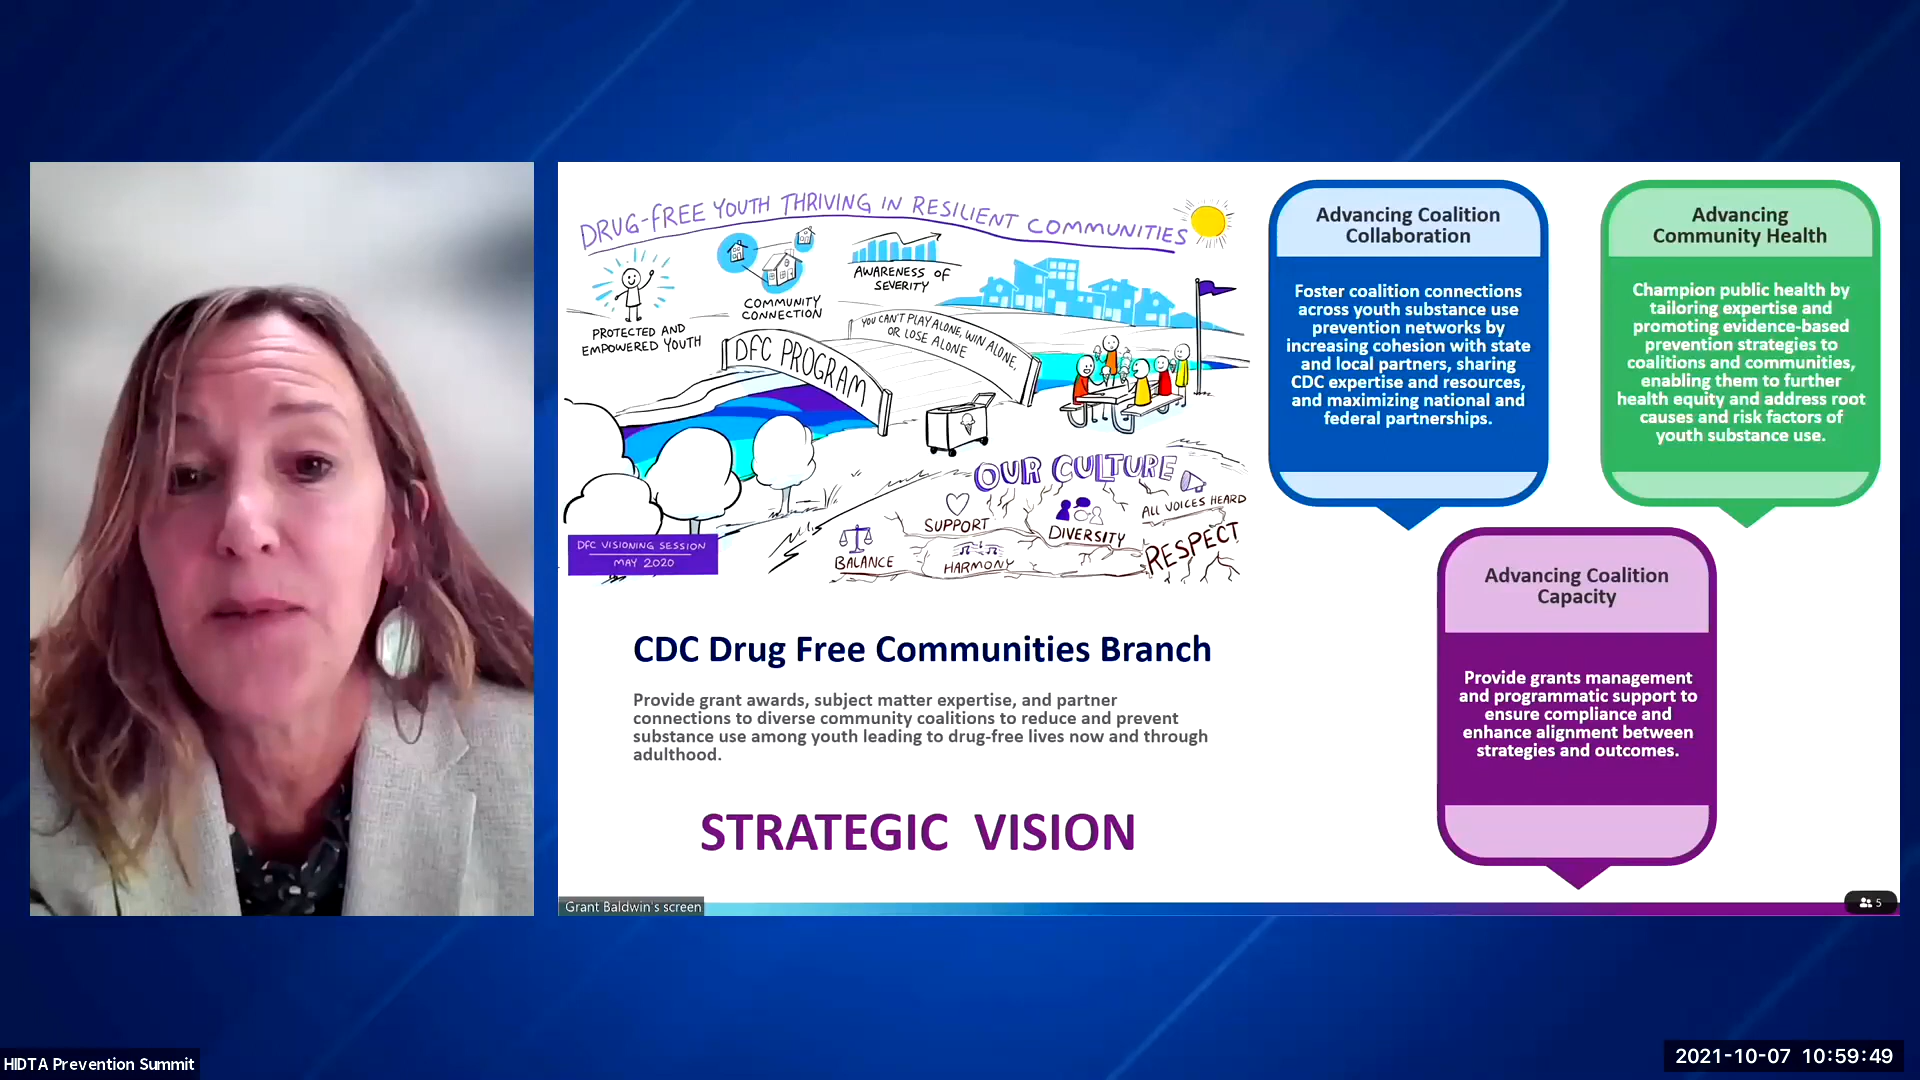 DRUG-FREE YOUTH THRIVING IN RESILIENT COMMUNITIES
PROTECTED AND
EMPOWERED YOUTH
COMMUNITY
CONNECTION
AWARENESS OF
SEVERITY
DFC PROGRAM
YOU CAN'T PLAY ALONE, WIN ALONE,
OR LOSE ALONE
OUR CULTURE
BALANCE
SUPPORT
HARMONY
DIVERSITY
ALL VOICES HEARD
RESPECT
DFC VISIONING SESSION
MAY 2020
CDC Drug Free Communities Branch
Provide grant awards, subject matter expertise, and partner
connections to diverse community coalitions to reduce and prevent
substance use among youth leading to drug-free lives now and through
adulthood.
STRATEGIC VISION
Advancing Coalition
Collaboration
Foster coalition connections
across youth substance use
prevention networks by
increasing cohesion with state
and local partners, sharing
CDC expertise and resources,
and maximizing national and
federal partnerships.
Advancing
Community Health
Champion public health by
tailoring expertise and
promoting evidence-based
prevention strategies to
coalitions and communities,
enabling them to further
health equity and address root
causes and risk factors of
youth substance use.
Advancing Coalition
Capacity
Provide grants management
and programmatic support to
ensure compliance and
enhance alignment between
strategies and outcomes.
Grant Baldwin's screen
5
HIDTA Prevention Summit
2021-10-07 10:59:49